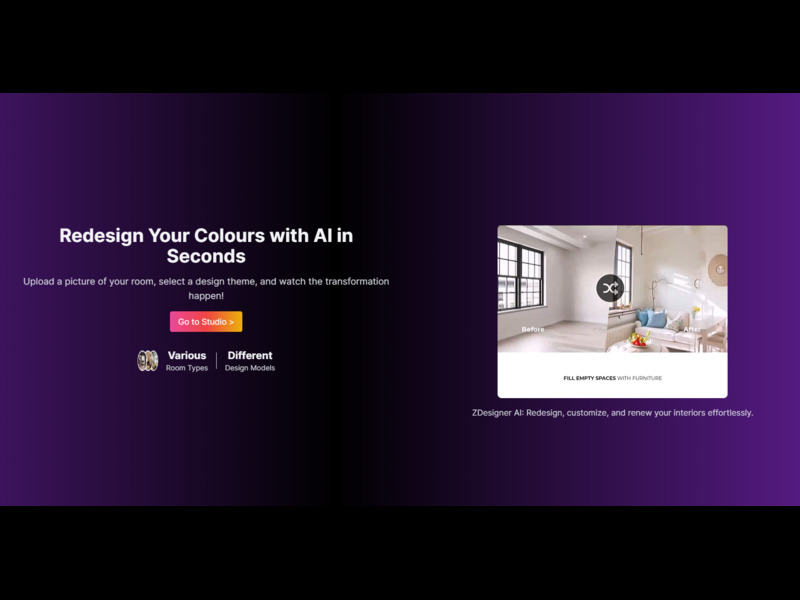 Redesign Your Colours with AI in
Seconds
Upload a picture of your room, select a design theme, and watch the transformation
happen!
Go to Studio >
Various
Room Types
Different
Design Models
Before
After
FILL EMPTY SPACES WITH FURNITURE
ZDesigner AI: Redesign, customize, and renew your interiors effortlessly.